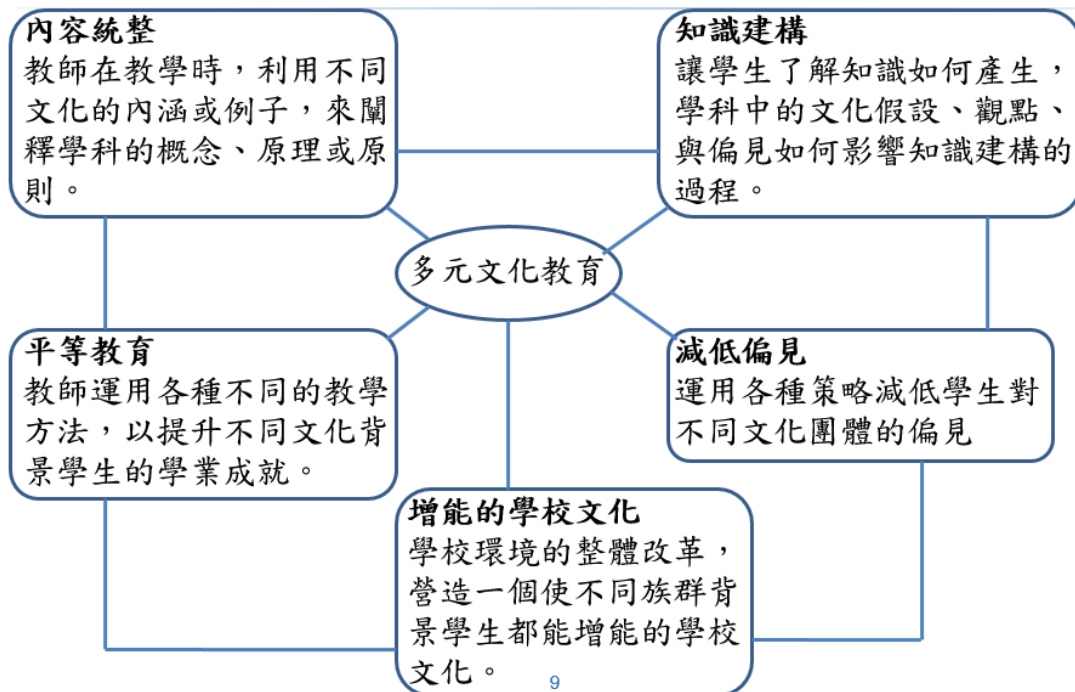 內容統整
教師在教學時，利用不同
文化的內涵或例子，來闡
釋學科的概念、原理或原
則。
知識建構
讓學生了解知識如何產生，
學科中的文化假設、觀點、
與偏見如何影響知識建構的
過程。
多元文化教育
平等教育
教師運用各種不同的教學
方法，以提升不同文化背
景學生的學業成就。
減低偏見
運用各種策略減低學生對
不同文化團體的偏見
增能的學校文化
學校環境的整體改革，
營造一個使不同族群背
景學生都能增能的學校
文化。
9